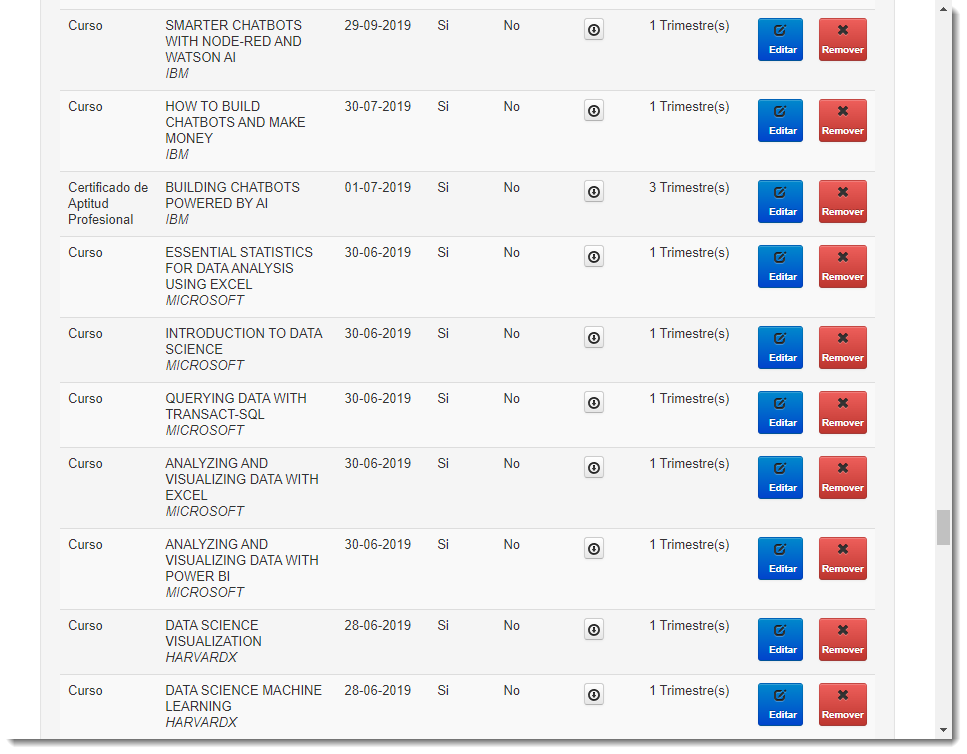 Curso SMARTER CHATBOTS 29-09-2019 Si No 1 Trimestre(s)
WITH NODE-RED AND
WATSON AI
IBM
Editar Remover
Curso HOW TO BUILD 30-07-2019 Si No 1 Trimestre(s)
CHATBOTS AND MAKE
MONEY
IBM
Editar Remover
Certificado de BUILDING CHATBOTS 01-07-2019 Si No 3 Trimestre(s)
Aptitud POWERED BY AI
Profesional IBM
Editar Remover
Curso ESSENTIAL STATISTICS 30-06-2019 Si No 1 Trimestre(s)
FOR DATA ANALYSIS
USING EXCEL
MICROSOFT
Editar Remover
Curso INTRODUCTION TO DATA 30-06-2019 Si No 1 Trimestre(s)
SCIENCE
MICROSOFT
Editar Remover
Curso QUERYING DATA WITH 30-06-2019 Si No 1 Trimestre(s)
TRANSACT-SQL
MICROSOFT
Editar Remover
Curso ANALYZING AND 30-06-2019 Si No 1 Trimestre(s)
VISUALIZING DATA WITH
EXCEL
MICROSOFT
Editar Remover
Curso ANALYZING AND 30-06-2019 Si No 1 Trimestre(s)
VISUALIZING DATA WITH
POWER BI
MICROSOFT
Editar Remover
Curso DATA SCIENCE 28-06-2019 Si No 1 Trimestre(s)
VISUALIZATION
HARVARDX
Editar Remover
Curso DATA SCIENCE MACHINE 28-06-2019 Si No 1 Trimestre(s)
LEARNING
HARVARDX
Editar Remover